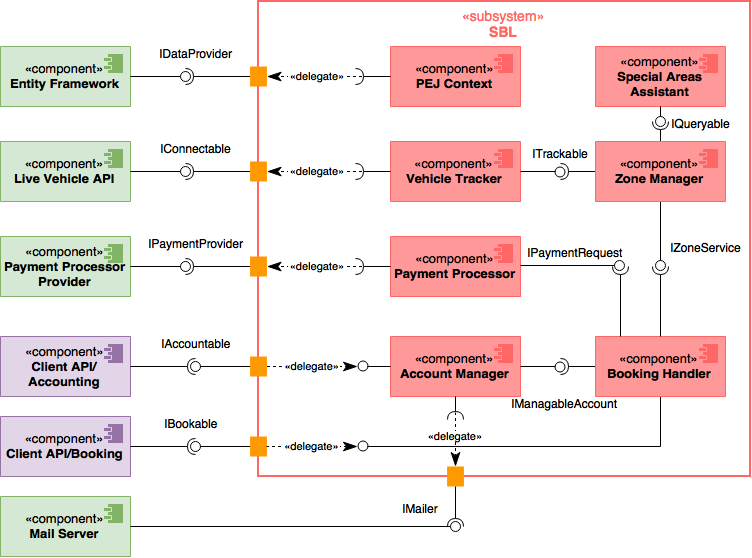 «subsystem»
SBL
IDataProvider
«component»
Entity Framework
«delegate»
«component»
PEJ Context
«component»
Special Areas
Assistant
IQueryable
IConnectable
«component»
Live Vehicle API
«delegate»
«component»
Vehicle Tracker
ITrackable
«component»
Zone Manager
IPaymentProvider
«component»
Payment Processor
Provider
«delegate»
«component»
Payment Processor
IPaymentRequest
IZoneService
IAccountable
«component»
Client API/
Accounting
«delegate»
«component»
Account Manager
IManagableAccount
«component»
Booking Handler
IBookable
«component»
Client API/Booking
«delegate»
«delegate»
IMailer
«component»
Mail Server